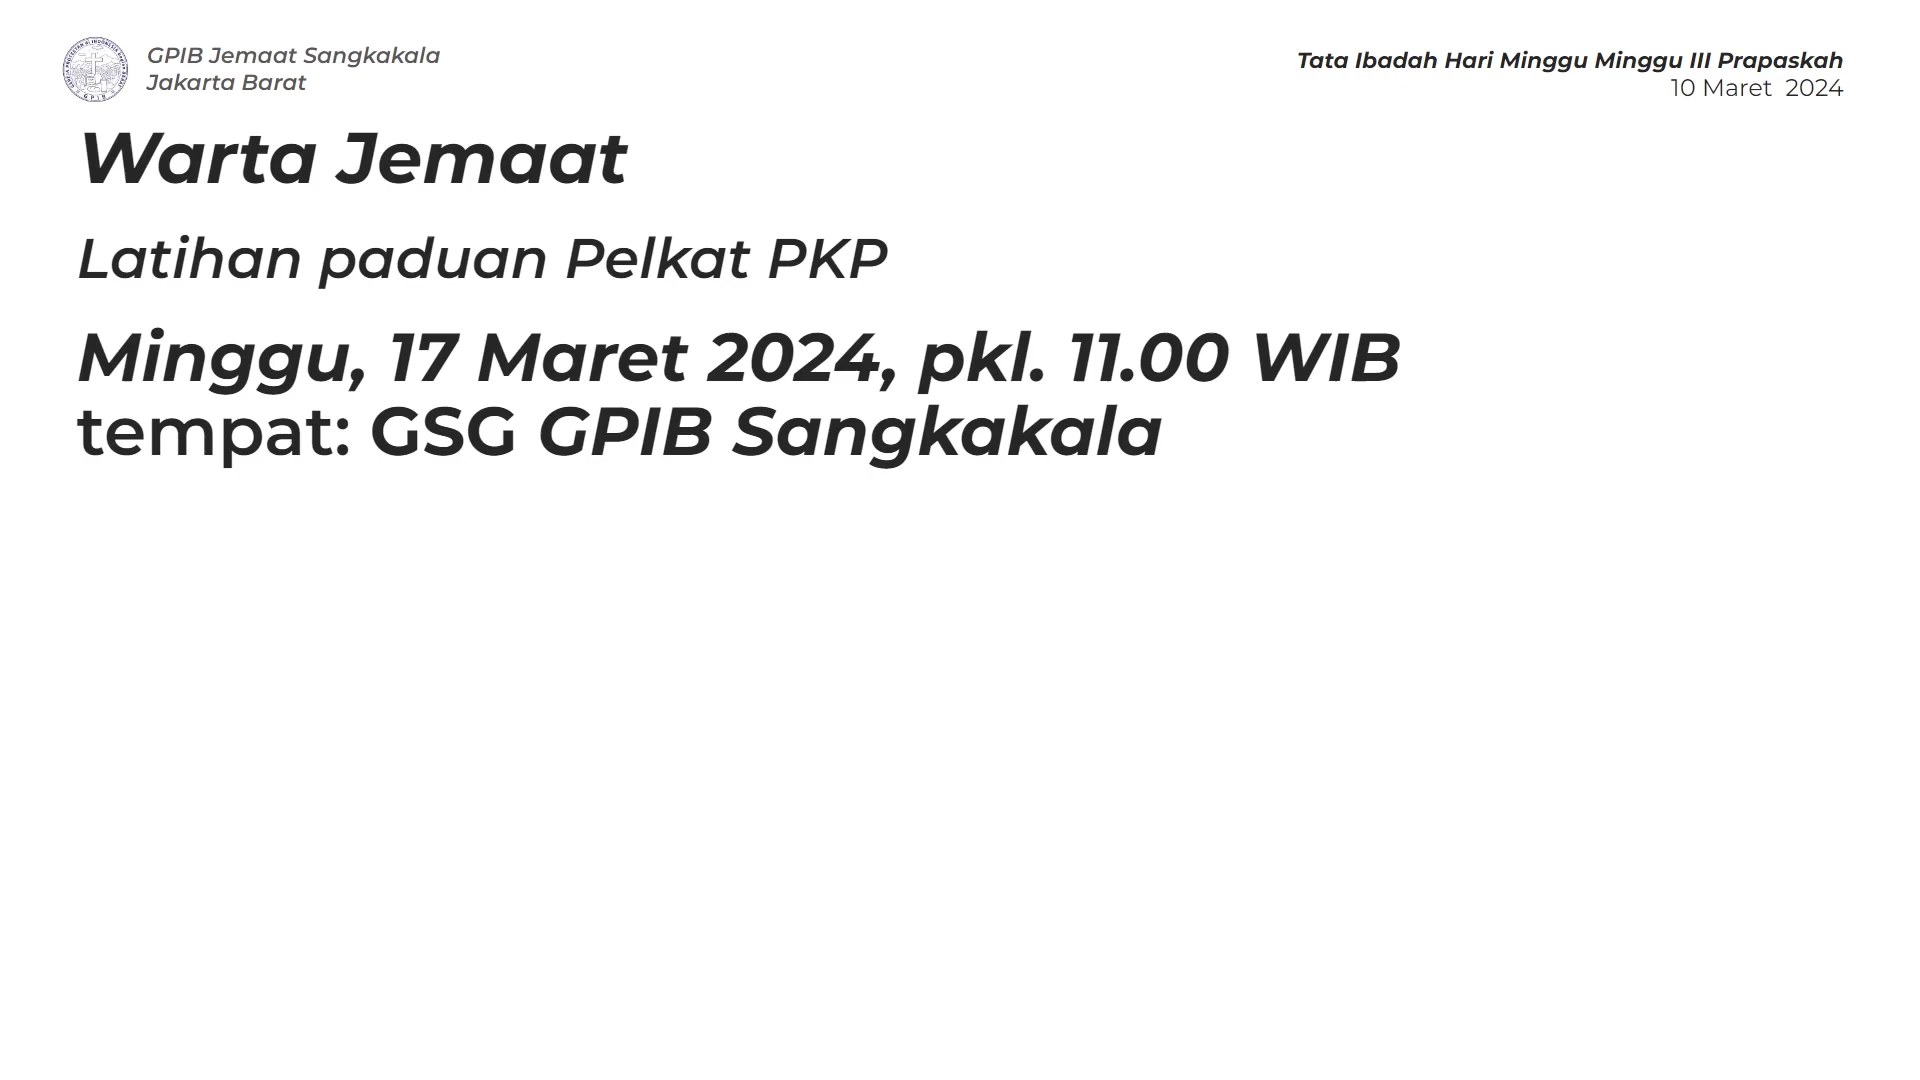 GPIB Jemaat Sangkakala
Jakarta Barat
Tata Ibadah Hari Minggu Minggu III Prapaskah
10 Maret  2024
Warta Jemaat
Latihan paduan Pelkat PKP
Minggu, 17 Maret 2024, pkl. 11.00 WIB
tempat: GSG GPIB Sangkakala